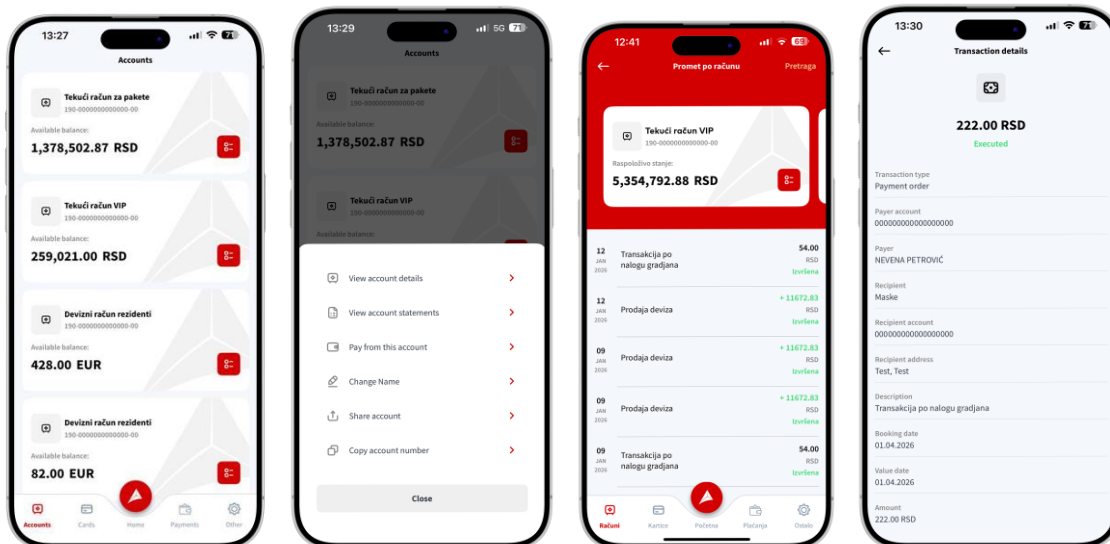 13:27
71
Accounts
Tekući račun za pakete
190-0000000000000-00
Available balance:
1,378,502.87 RSD
Tekući račun VIP
190-0000000000000-00
Available balance:
259,021.00 RSD
Devizni račun rezidenti
190-0000000000000-00
Available balance:
428.00 EUR
Devizni račun rezidenti
190-0000000000000-00
Available balance:
82.00 EUR
Accounts
Cards
Home
Payments
Other
13:29
5G
71
Accounts
Tekući račun za pakete
190-0000000000000-00
Available balance:
1,378,502.87 RSD
Tekući račun VIP
190-0000000000000-00
Available balance:
View account details
View account statements
Pay from this account
Change Name
Share account
Copy account number
Close
12:41
69
Promet po računu
Pretraga
Tekući račun VIP
190-0000000000000-00
Raspoloživo stanje:
5,354,792.88 RSD
12
JAN
2026
Transakcija po
nalogu gradjana
54.00
RSD
Izvršena
12
JAN
2026
Prodaja deviza
+ 11672.83
RSD
Izvršena
09
JAN
2026
Prodaja deviza
+ 11672.83
RSD
Izvršena
09
JAN
2026
Prodaja deviza
+ 11672.83
RSD
Izvršena
09
JAN
2026
Transakcija po
nalogu gradjana
54.00
RSD
Izvršena
Računi
Kartice
Početna
Plaćanja
Ostalo
13:30
71
Transaction details
222.00 RSD
Executed
Transaction type
Payment order
Payer account
000000000000000000
Payer
NEVENA PETROVIĆ
Recipient
Maske
Recipient account
000000000000000000
Recipient address
Test, Test
Description
Transakcija po nalogu gradjana
Booking date
01.04.2026
Value date
01.04.2026
Amount
222.00 RSD